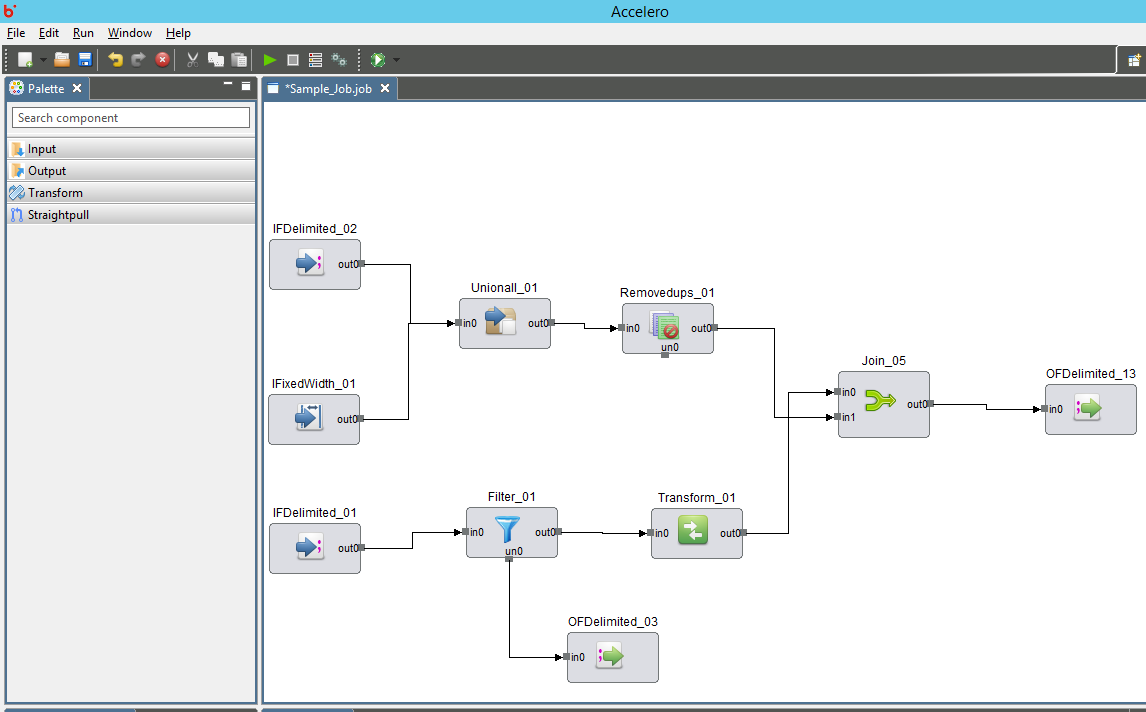 Accelero
File Edit Run Window Help
Palette
*Sample_Job.job
Search component
Input
Output
Transform
Straightpull
IFDelimited_02
out0
Unionall_01
in0 out0
Removedups_01
in0 out0
un0
IFixedWidth_01
out0
Join_05
in0
out0
in1
OFDelimited_13
in0
IFDelimited_01
out0
Filter_01
in0 out0
un0
Transform_01
in0 out0
OFDelimited_03
in0